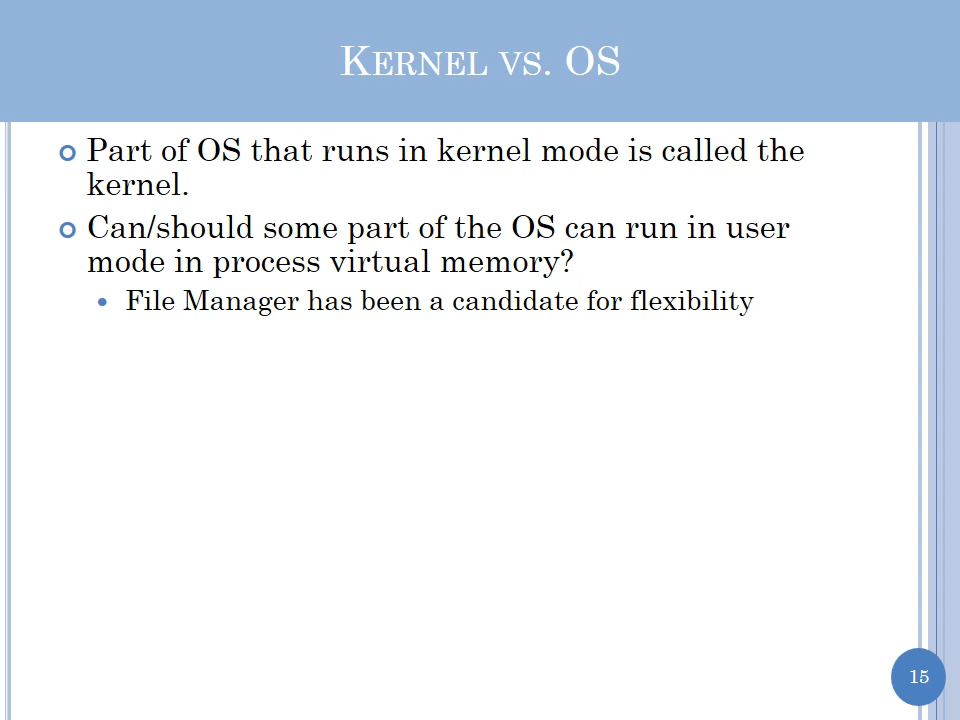 KERNEL VS. OS
Part of OS that runs in kernel mode is called the
kernel.
Can/should some part of the OS can run in user
mode in process virtual memory?
File Manager has been a candidate for flexibility
15